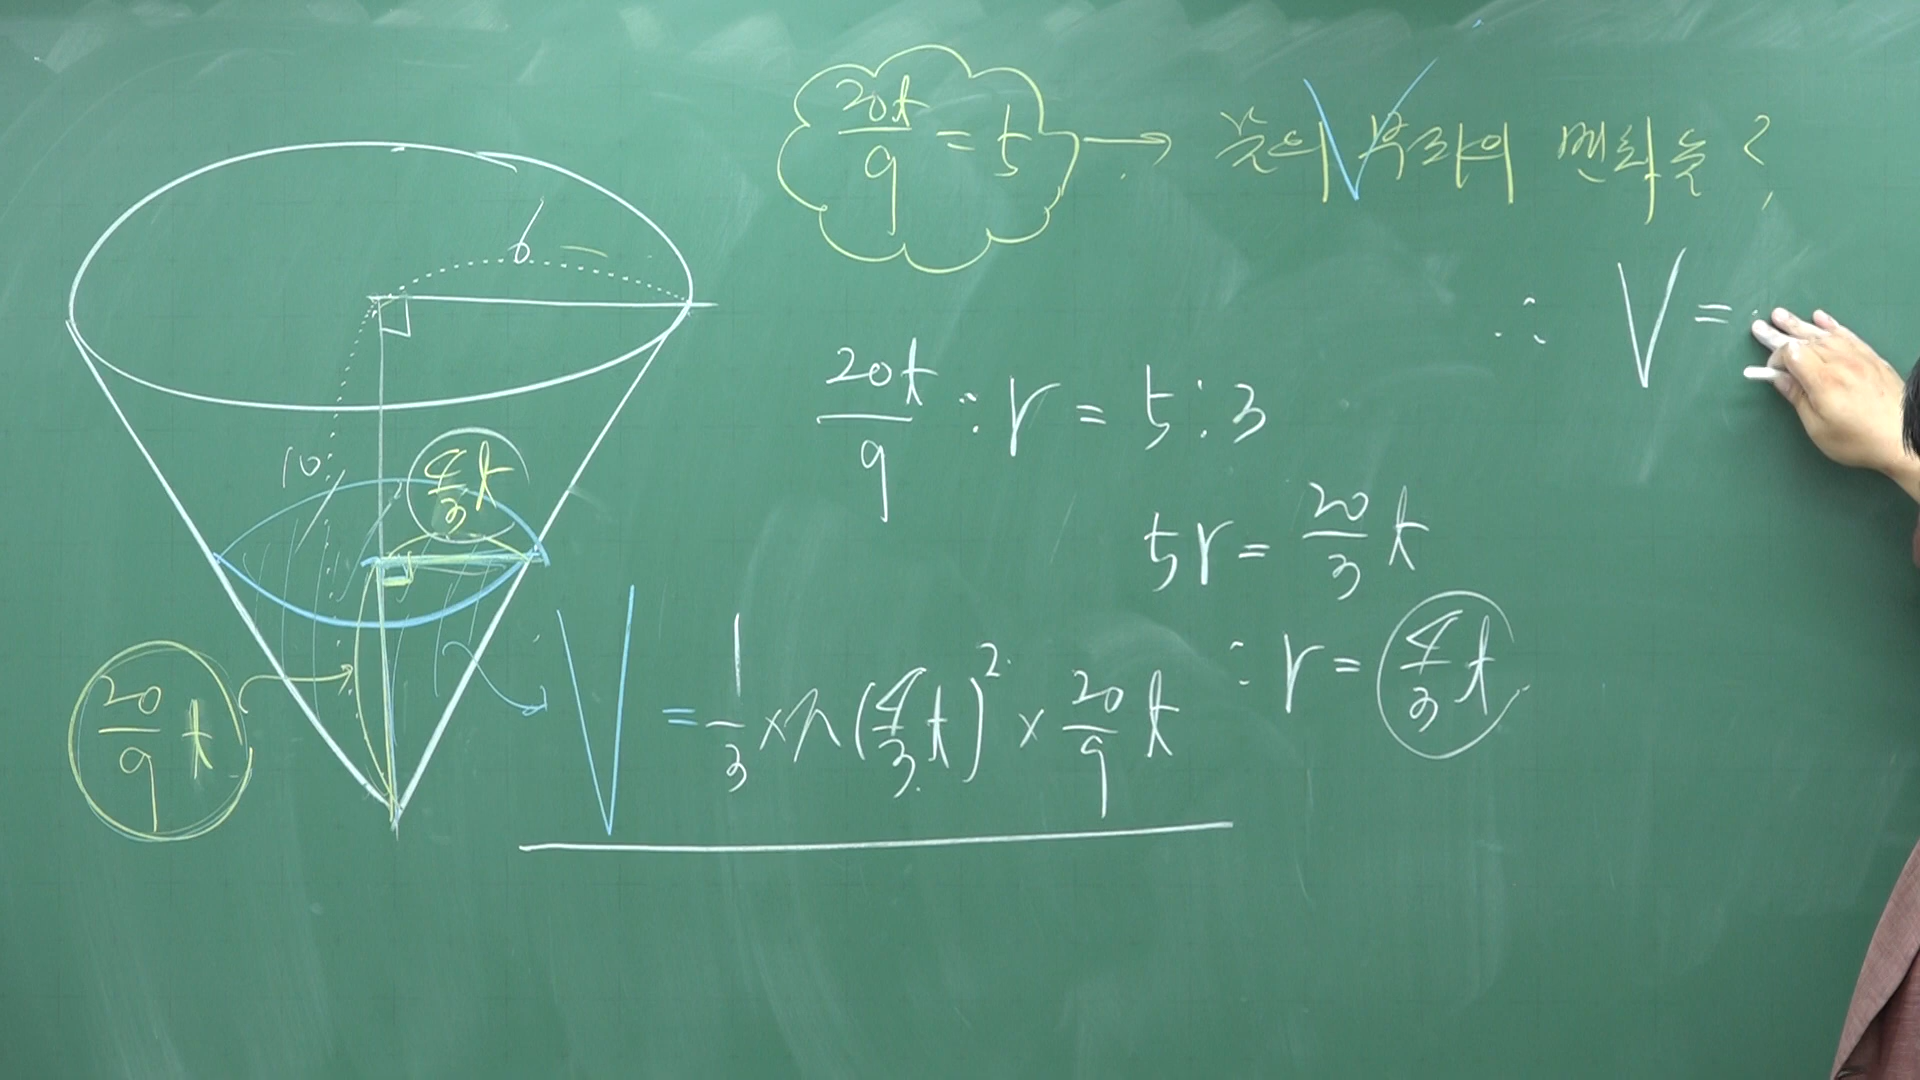 20t/9 = 5 → 물의 부피의 변화는?
∴ V =
6
10
4/3 t
20t/9 : r = 5 : 3
5r = 20/3 t
∴ r = 4/3 t
20/9 t
V = 1/3 × π (4/3 t)² × 20/9 t